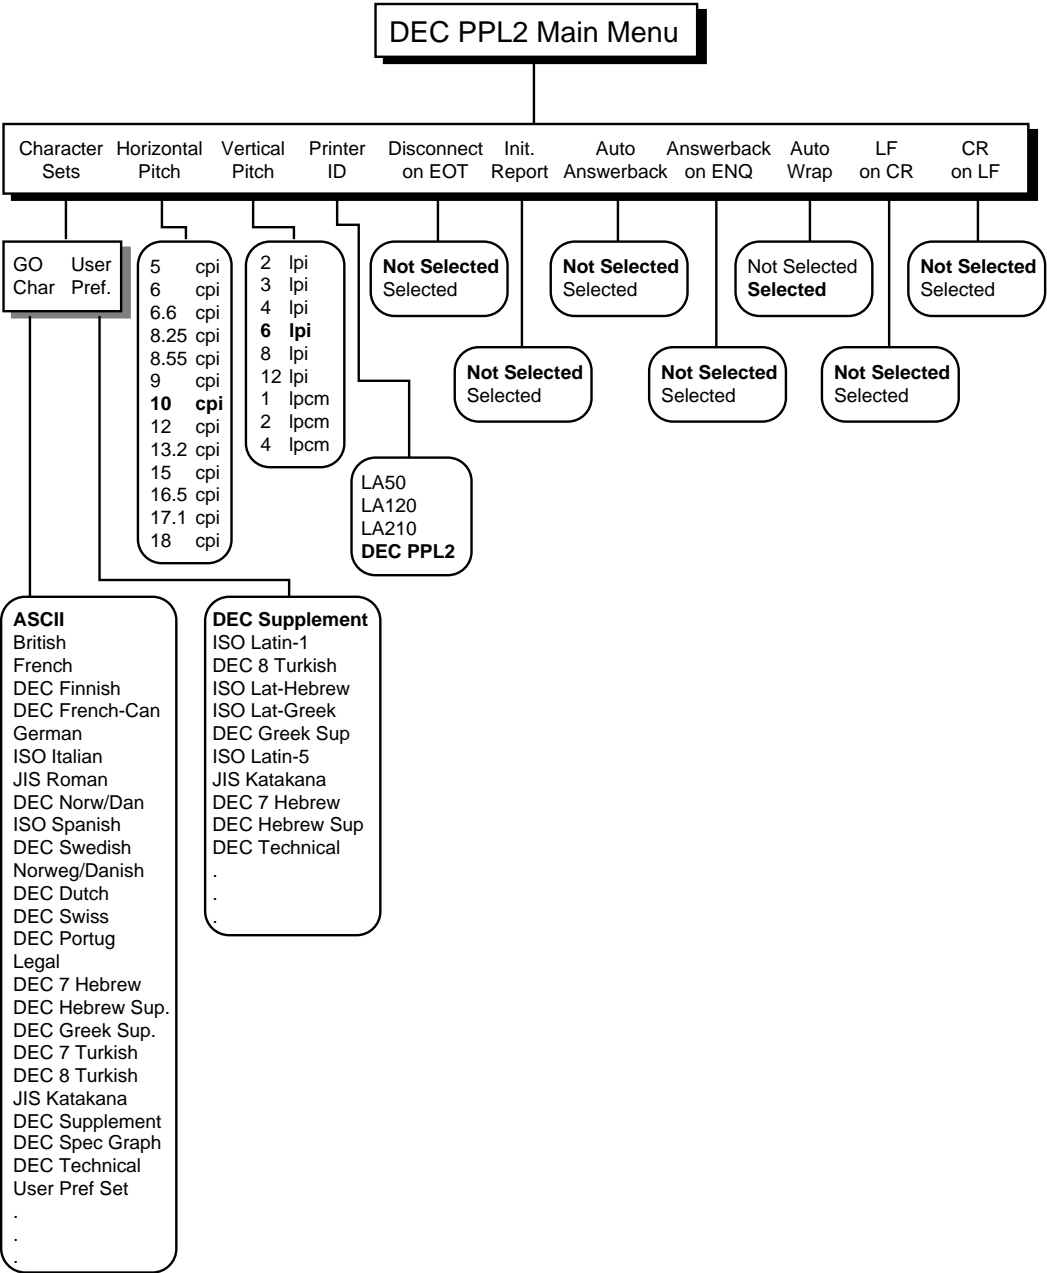 DEC PPL2 Main Menu
Character Horizontal Vertical Printer Disconnect Init. Auto Answerback Auto LF CR
Sets Pitch Pitch ID on EOT Report Answerback on ENQ Wrap on CR on LF
GO User
Char Pref.
5 cpi
6 cpi
6.6 cpi
8.25 cpi
8.55 cpi
9 cpi
10 cpi
12 cpi
13.2 cpi
15 cpi
16.5 cpi
17.1 cpi
18 cpi
2 lpi
3 lpi
4 lpi
6 lpi
8 lpi
12 lpi
1 lpcm
2 lpcm
4 lpcm
LA50
LA120
LA210
DEC PPL2
Not Selected
Selected
Not Selected
Selected
Not Selected
Selected
Not Selected
Selected
Not Selected
Selected
Not Selected
Selected
Not Selected
Selected
ASCII
British
French
DEC Finnish
DEC French-Can
German
ISO Italian
JIS Roman
DEC Norw/Dan
ISO Spanish
DEC Swedish
Norweg/Danish
DEC Dutch
DEC Swiss
DEC Portug
Legal
DEC 7 Hebrew
DEC Hebrew Sup.
DEC Greek Sup.
DEC 7 Turkish
DEC 8 Turkish
JIS Katakana
DEC Supplement
DEC Spec Graph
DEC Technical
User Pref Set
.
.
.
DEC Supplement
ISO Latin-1
DEC 8 Turkish
ISO Lat-Hebrew
ISO Lat-Greek
DEC Greek Sup
ISO Latin-5
JIS Katakana
DEC 7 Hebrew
DEC Hebrew Sup
DEC Technical
.
.
.